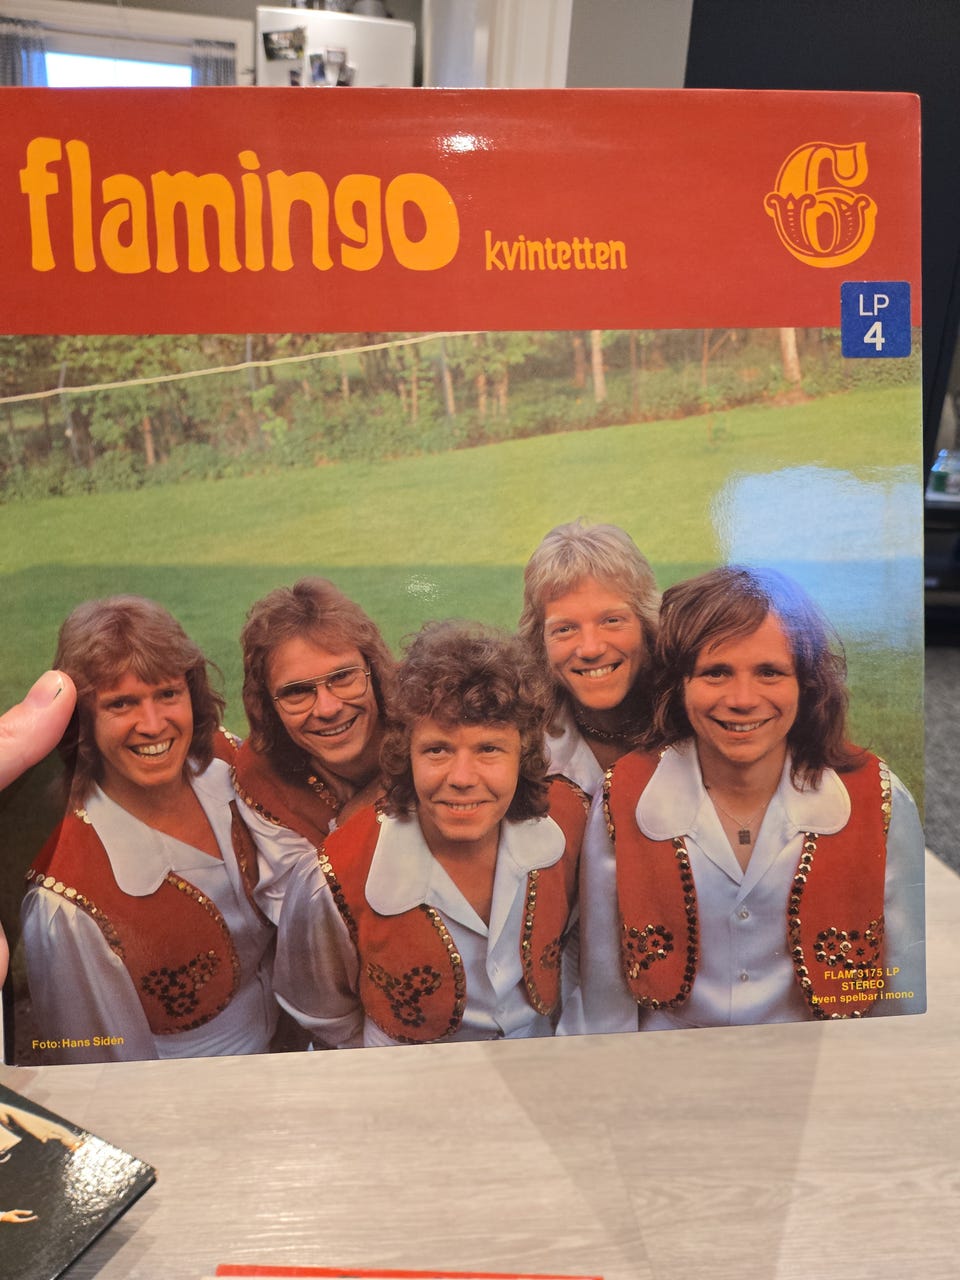 flamingo kvintetten 6
LP
4
FLAM 3175 LP
STEREO
även spelbar i mono
Foto: Hans Sidén